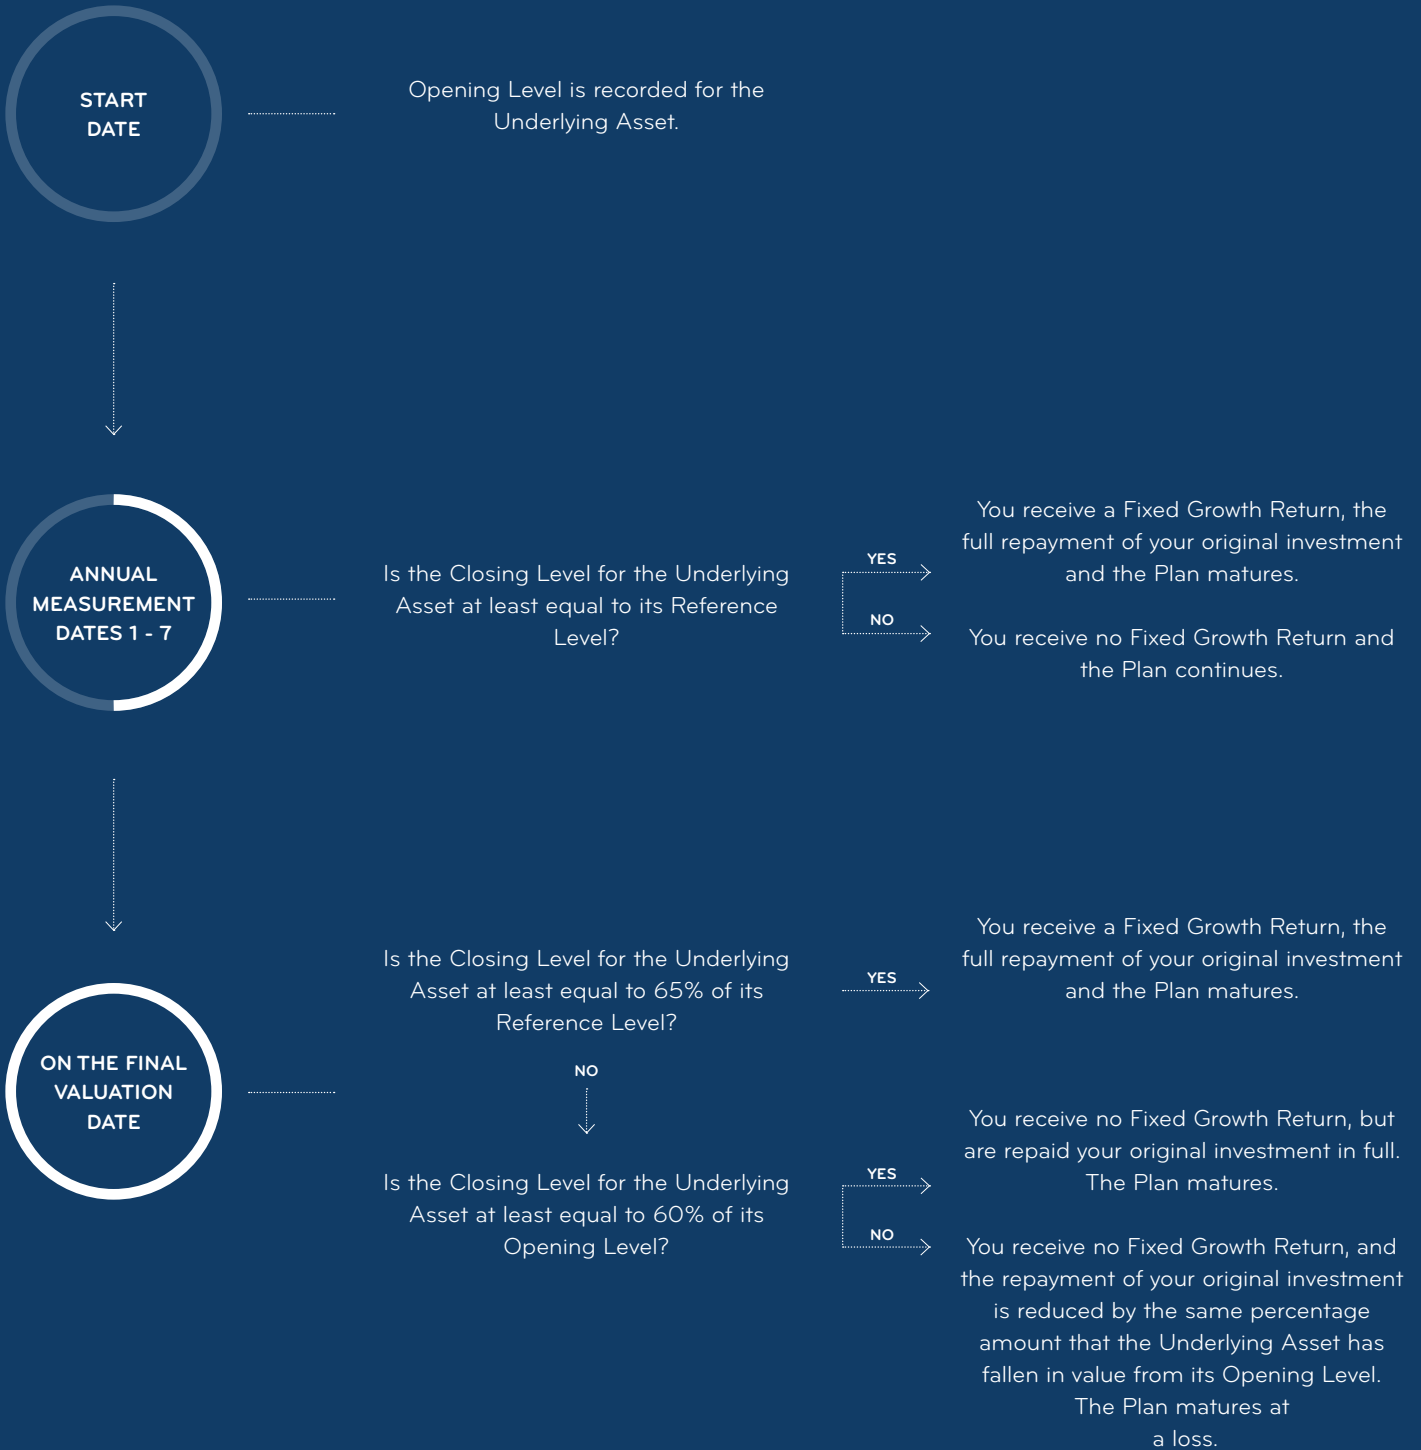 START
DATE
Opening Level is recorded for the
Underlying Asset.
ANNUAL
MEASUREMENT
DATES 1 - 7
Is the Closing Level for the Underlying
Asset at least equal to its Reference
Level?
YES
You receive a Fixed Growth Return, the
full repayment of your original investment
and the Plan matures.
NO
You receive no Fixed Growth Return and
the Plan continues.
ON THE FINAL
VALUATION
DATE
Is the Closing Level for the Underlying
Asset at least equal to 65% of its
Reference Level?
YES
You receive a Fixed Growth Return, the
full repayment of your original investment
and the Plan matures.
NO
Is the Closing Level for the Underlying
Asset at least equal to 60% of its
Opening Level?
YES
You receive no Fixed Growth Return, but
are repaid your original investment in full.
The Plan matures.
NO
You receive no Fixed Growth Return, and
the repayment of your original investment
is reduced by the same percentage
amount that the Underlying Asset has
fallen in value from its Opening Level.
The Plan matures at
a loss.